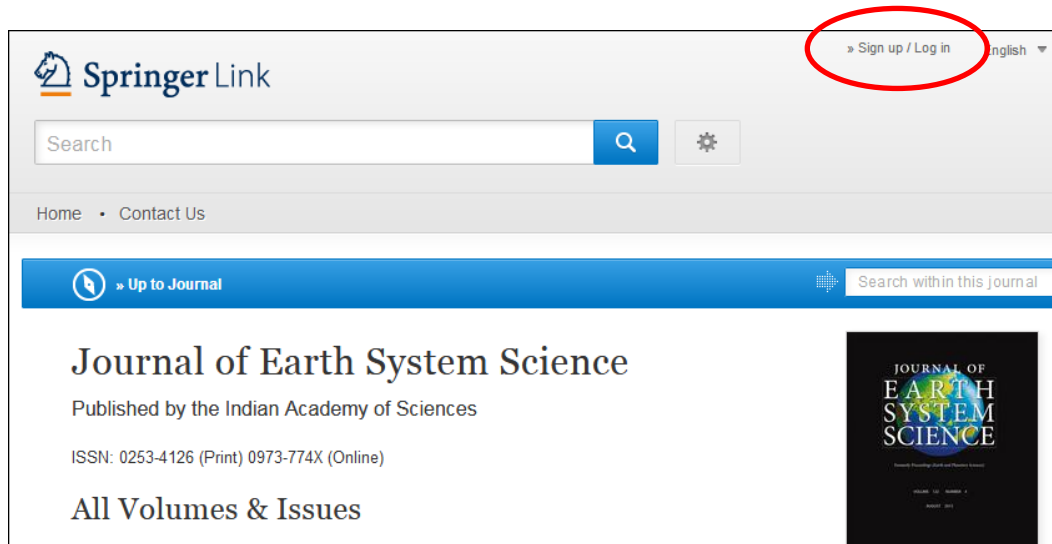 » Sign up / Log in
English
Springer Link
Search
Home • Contact Us
» Up to Journal
Search within this journal
Journal of Earth System Science
Published by the Indian Academy of Sciences
ISSN: 0253-4126 (Print) 0973-774X (Online)
All Volumes & Issues
JOURNAL OF
EARTH
SYSTEM
SCIENCE